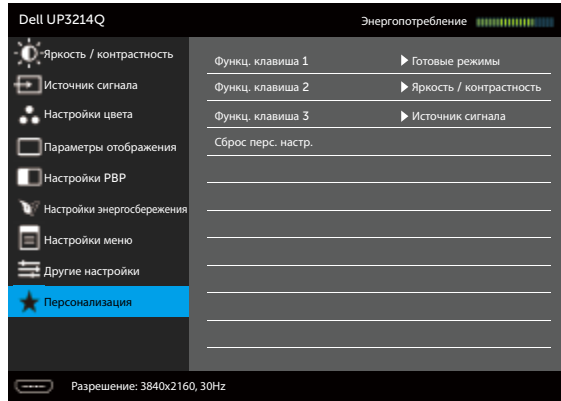 Dell UP3214Q Энергопотребление
Яркость / контрастность
Источник сигнала
Настройки цвета
Параметры отображения
Настройки PBP
Настройки энергосбережения
Настройки меню
Другие настройки
Персонализация
Функц. клавиша 1 Готовые режимы
Функц. клавиша 2 Яркость / контрастность
Функц. клавиша 3 Источник сигнала
Сброс перс. настр.
Разрешение: 3840x2160, 30Hz